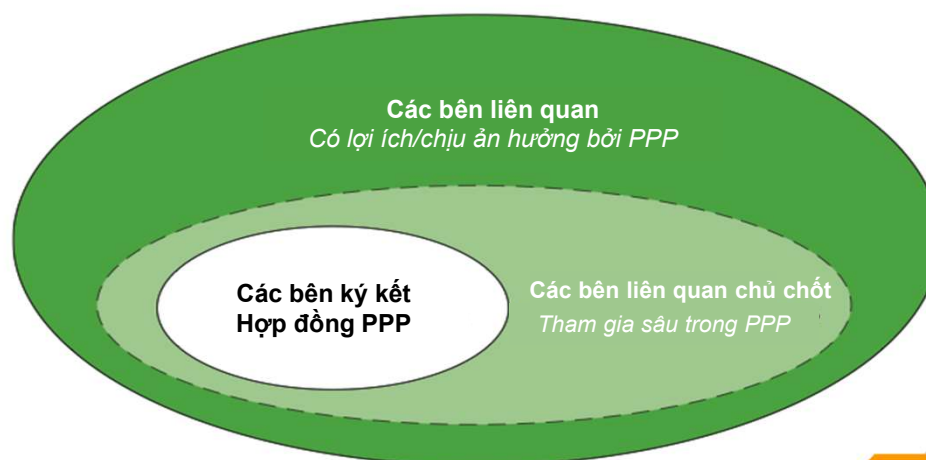 Các bên liên quan
Có lợi ích/chịu ản hưởng bởi PPP
Các bên ký kết
Hợp đồng PPP
Các bên liên quan chủ chốt
Tham gia sâu trong PPP